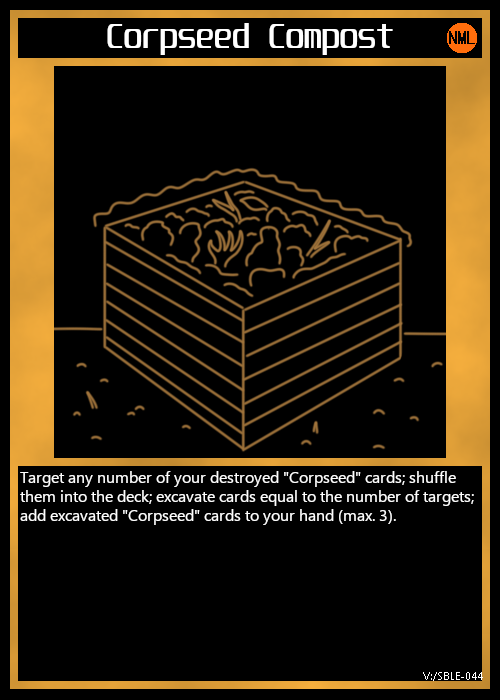 Corpseed Compost
NML
Target any number of your destroyed "Corpseed" cards; shuffle
them into the deck; excavate cards equal to the number of targets;
add excavated "Corpseed" cards to your hand (max. 3).
V:/SBLE-044